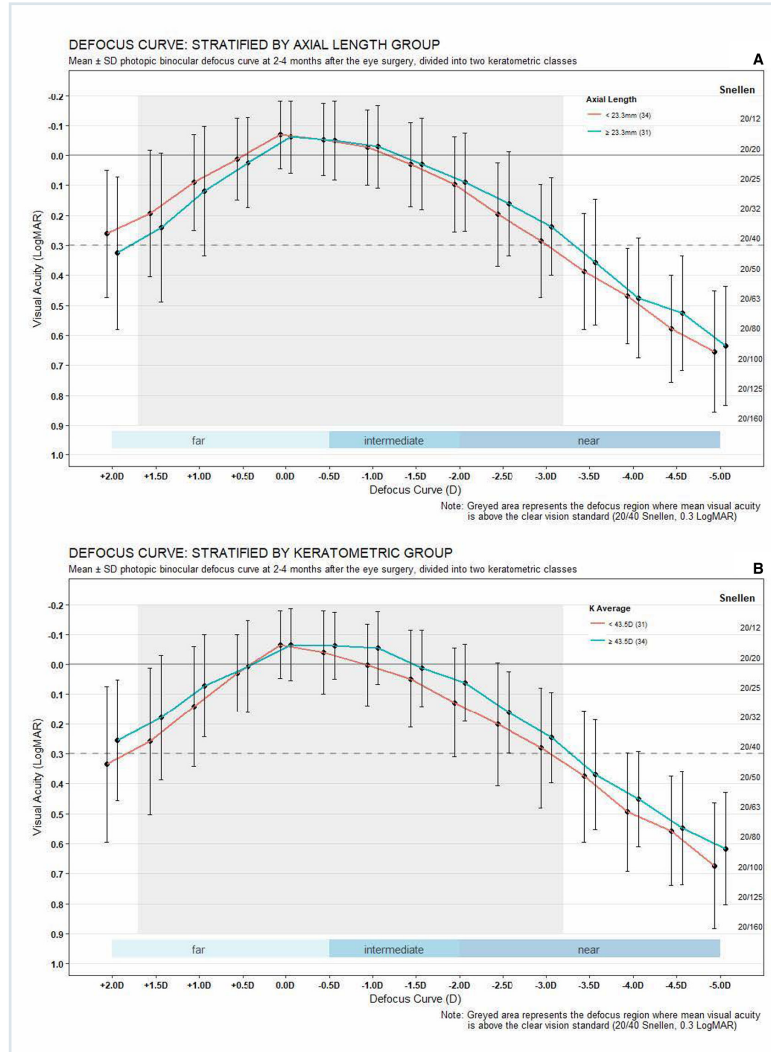 DEFOCUS CURVE: STRATIFIED BY AXIAL LENGTH GROUP
A
Mean ± SD photopic binocular defocus curve at 2-4 months after the eye surgery, divided into two keratometric classes
Snellen
Axial Length
< 23.3mm (34)
≥ 23.3mm (31)
-0.2
-0.1
0.0
0.1
0.2
0.3
0.4
0.5
0.6
0.7
0.8
0.9
1.0
Visual Acuity (LogMAR)
20/12
20/20
20/25
20/32
20/40
20/50
20/63
20/80
20/100
20/125
20/160
far intermediate near
+2.0D +1.5D +1.0D +0.5D 0.0D -0.5D -1.0D -1.5D -2.0D -2.5D -3.0D -3.5D -4.0D -4.5D -5.0D
Defocus Curve (D)
Note: Greyed area represents the defocus region where mean visual acuity
is above the clear vision standard (20/40 Snellen, 0.3 LogMAR)
DEFOCUS CURVE: STRATIFIED BY KERATOMETRIC GROUP
B
Mean ± SD photopic binocular defocus curve at 2-4 months after the eye surgery, divided into two keratometric classes
Snellen
K Average
< 43.5D (31)
≥ 43.5D (34)
-0.2
-0.1
0.0
0.1
0.2
0.3
0.4
0.5
0.6
0.7
0.8
0.9
1.0
Visual Acuity (LogMAR)
20/12
20/20
20/25
20/32
20/40
20/50
20/63
20/80
20/100
20/125
20/160
far intermediate near
+2.0D +1.5D +1.0D +0.5D 0.0D -0.5D -1.0D -1.5D -2.0D -2.5D -3.0D -3.5D -4.0D -4.5D -5.0D
Defocus Curve (D)
Note: Greyed area represents the defocus region where mean visual acuity
is above the clear vision standard (20/40 Snellen, 0.3 LogMAR)